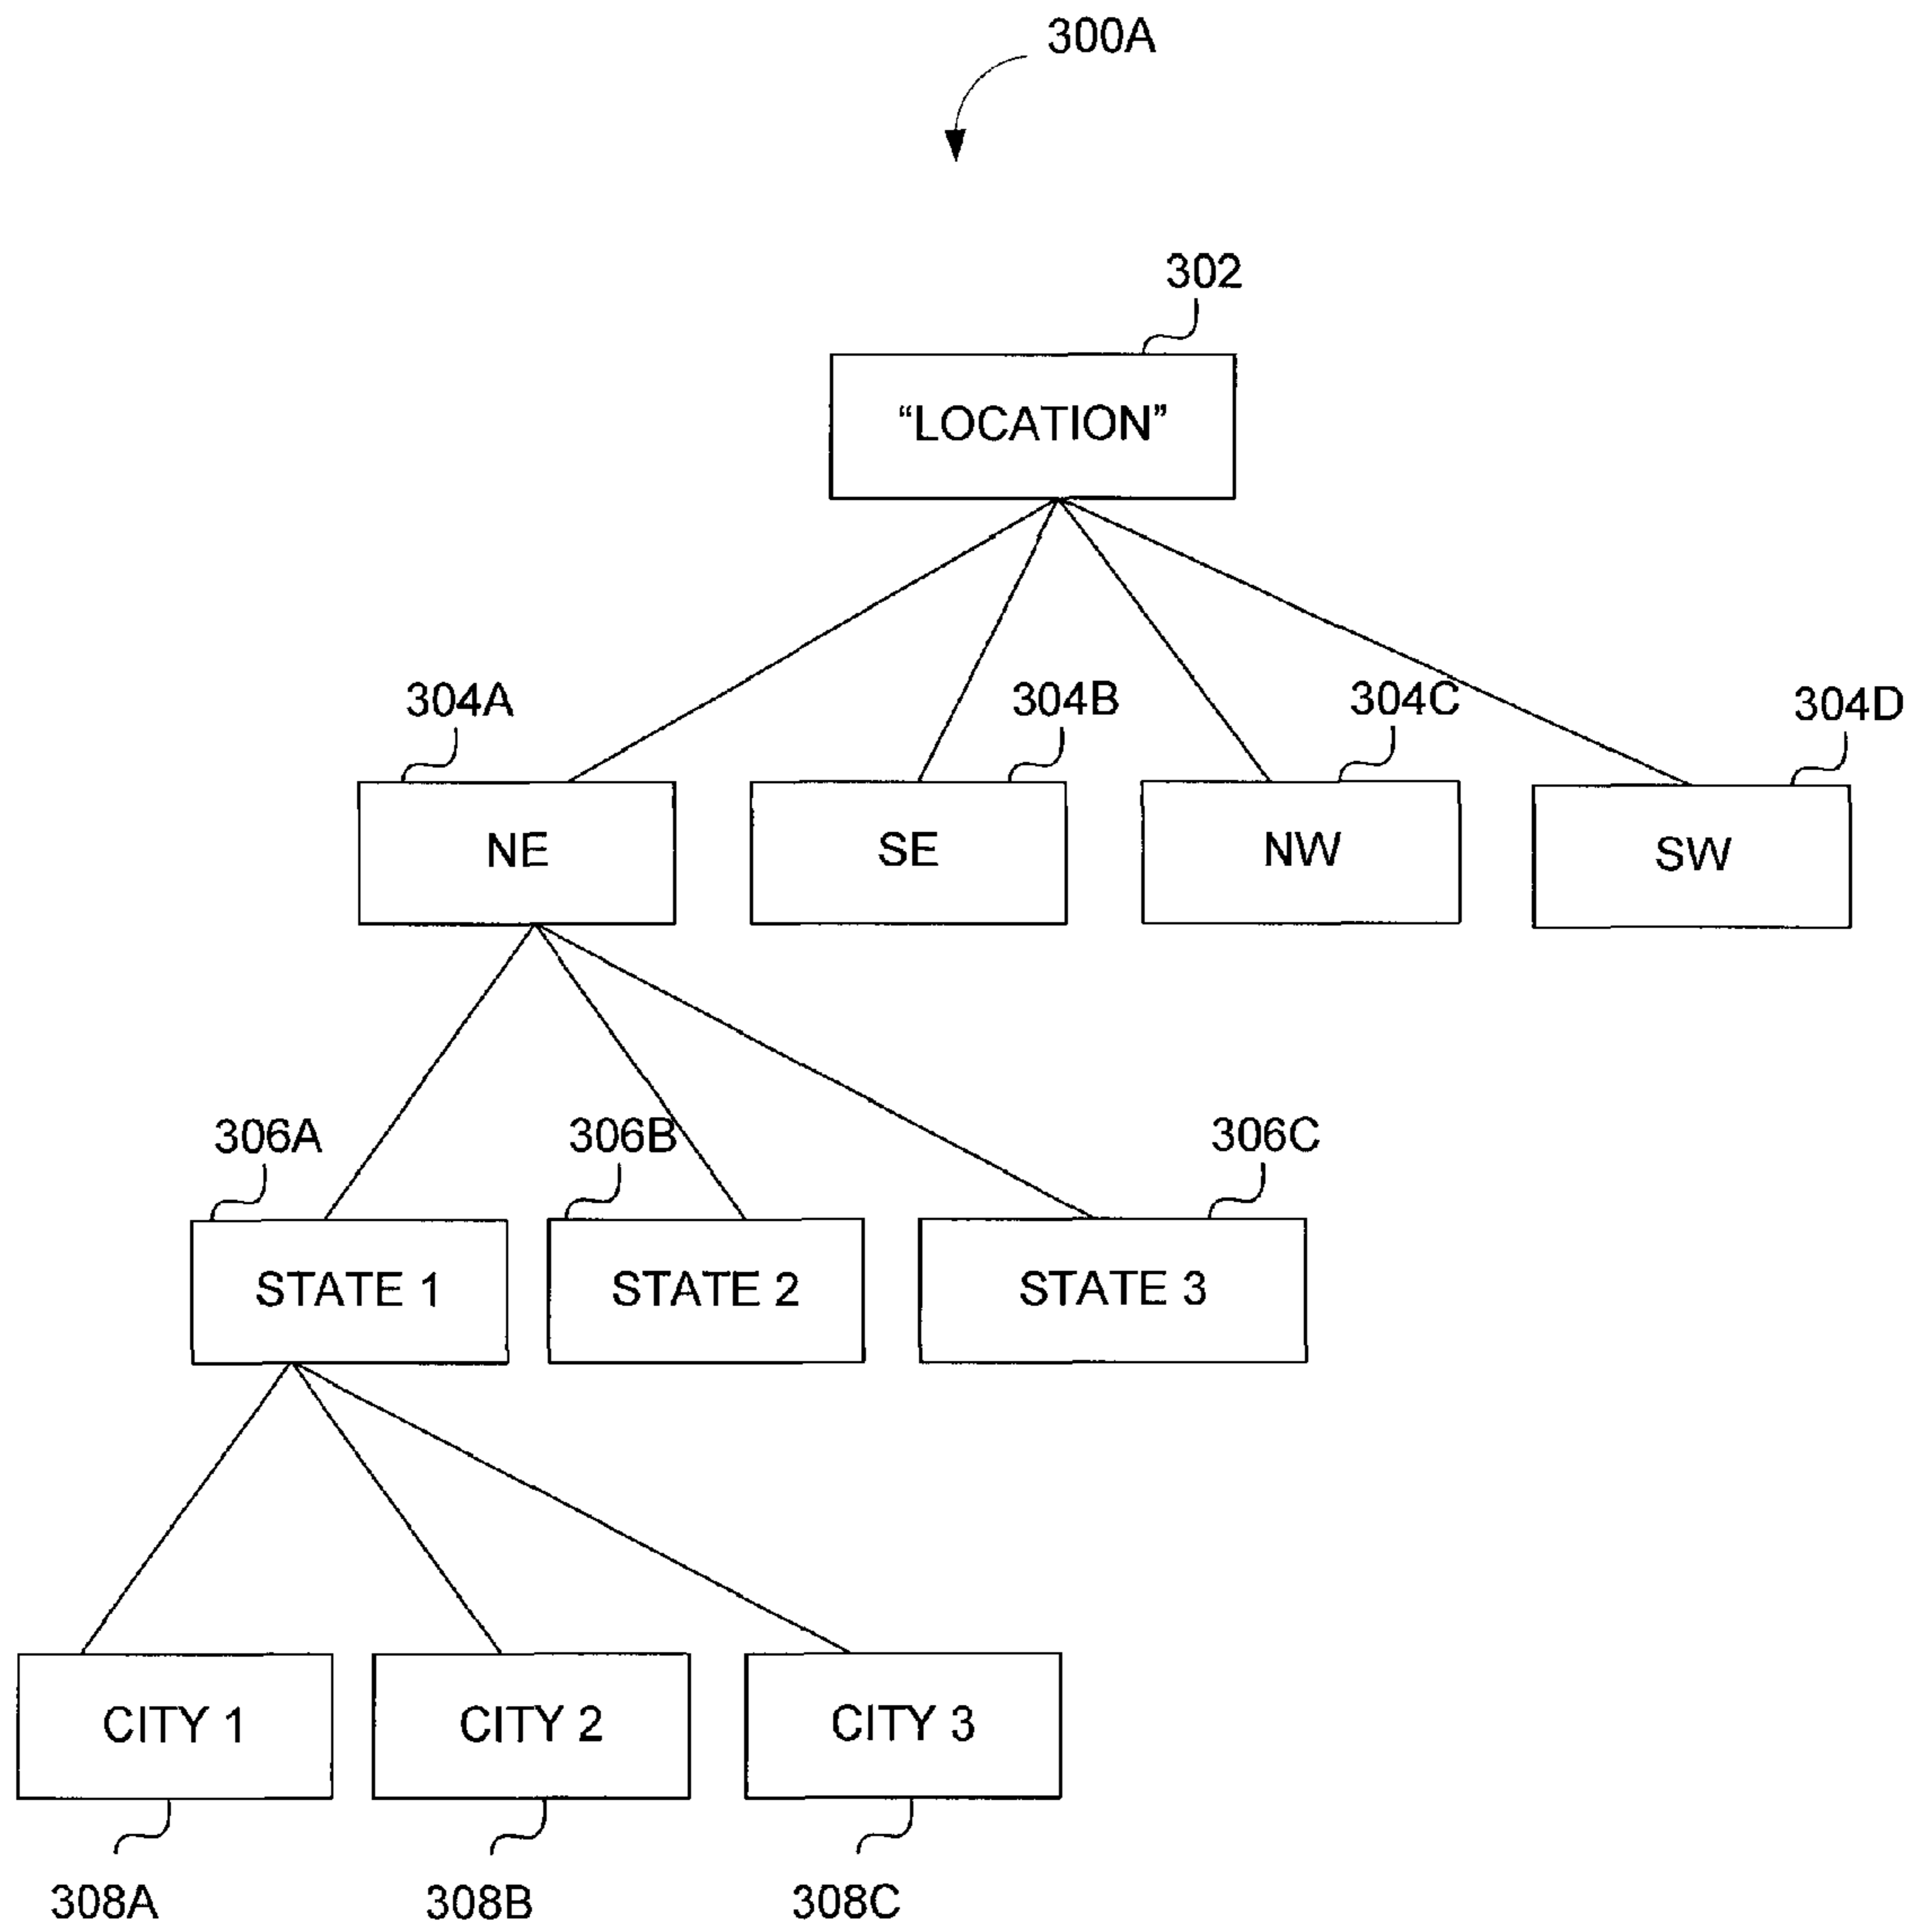 300A
302
“LOCATION”
304A
304B
304C
304D
NE
SE
NW
SW
306A
306B
306C
STATE 1
STATE 2
STATE 3
CITY 1
CITY 2
CITY 3
308A
308B
308C